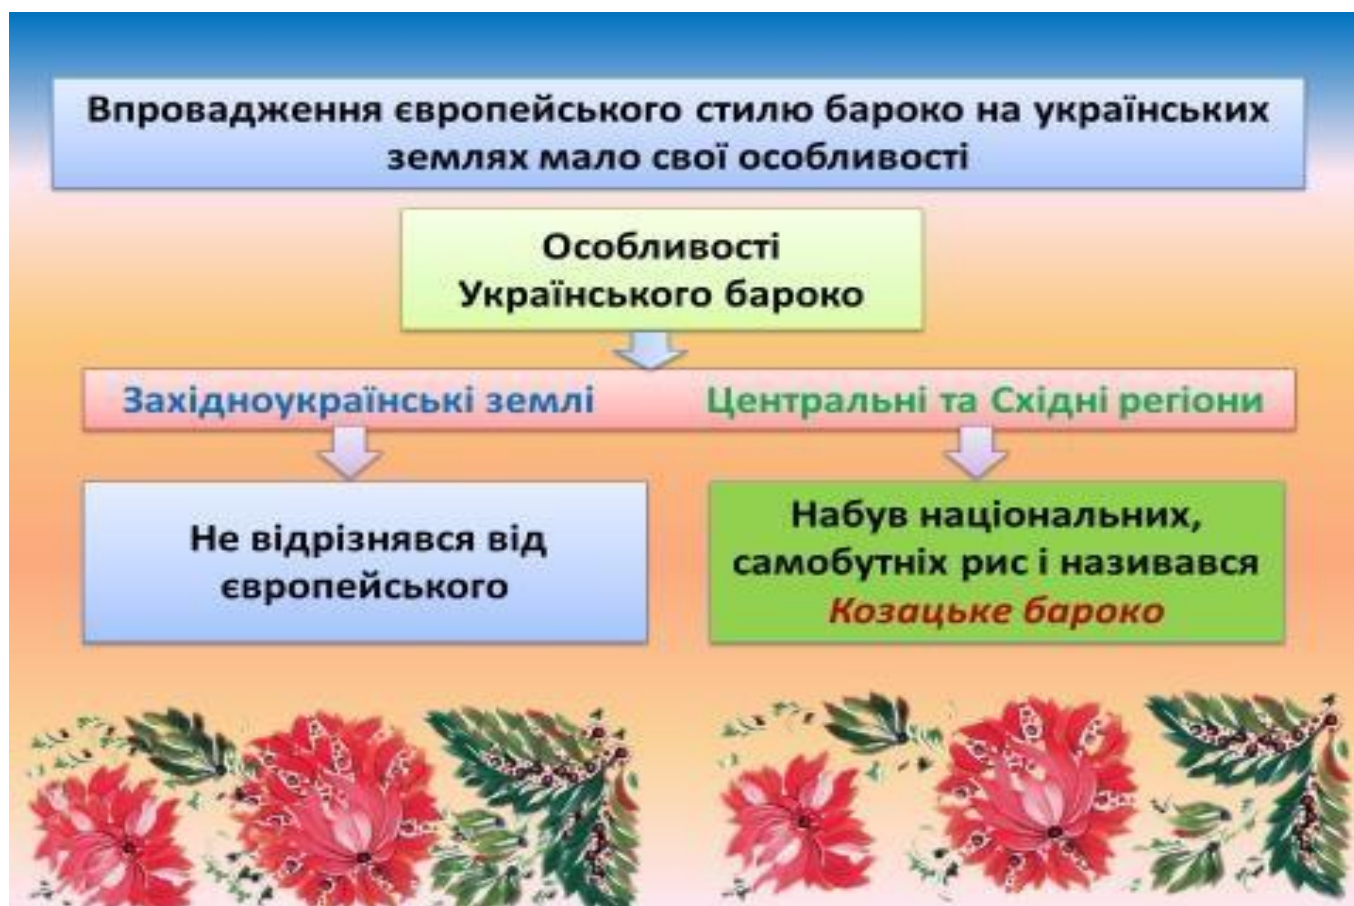 Впровадження європейського стилю бароко на українських
землях мало свої особливості
Особливості
Українського бароко
Західноукраїнські землі
Центральні та Східні регіони
Не відрізнявся від
європейського
Набув національних,
самобутніх рис і називався
Козацьке бароко